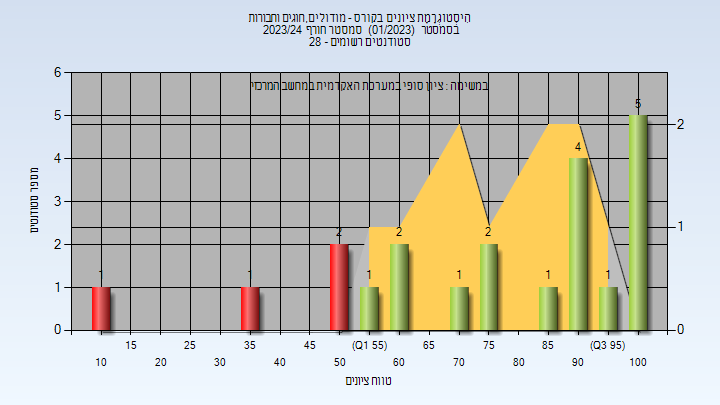 היסטוגרמת ציונים בקורס - מודולים,חוגים וחבורות
בסמסטר (01/2023) סמסטר חורף 2023/24
סטודנטים רשומים - 28
במשימה : ציון סופי במערכת האקדמית במחשב המרכזי
מספר סטודנטים
6
5
4
3
2
1
0
2
1
0
1
1
2
1
2
1
2
1
4
1
5
15 25 35 45 (Q1 55) 65 75 85 (Q3 95)
10 20 30 40 50 60 70 80 90 100
טווח ציונים